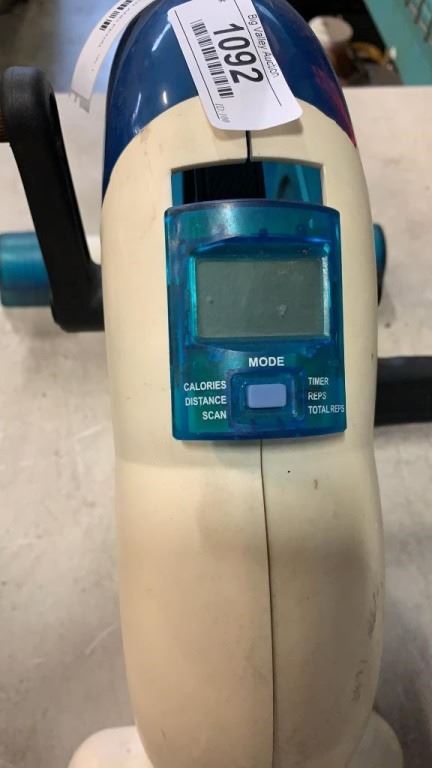 Big Valley Auction
1092
MODE
CALORIES
DISTANCE
SCAN
TIMER
REPS
TOTAL REPS